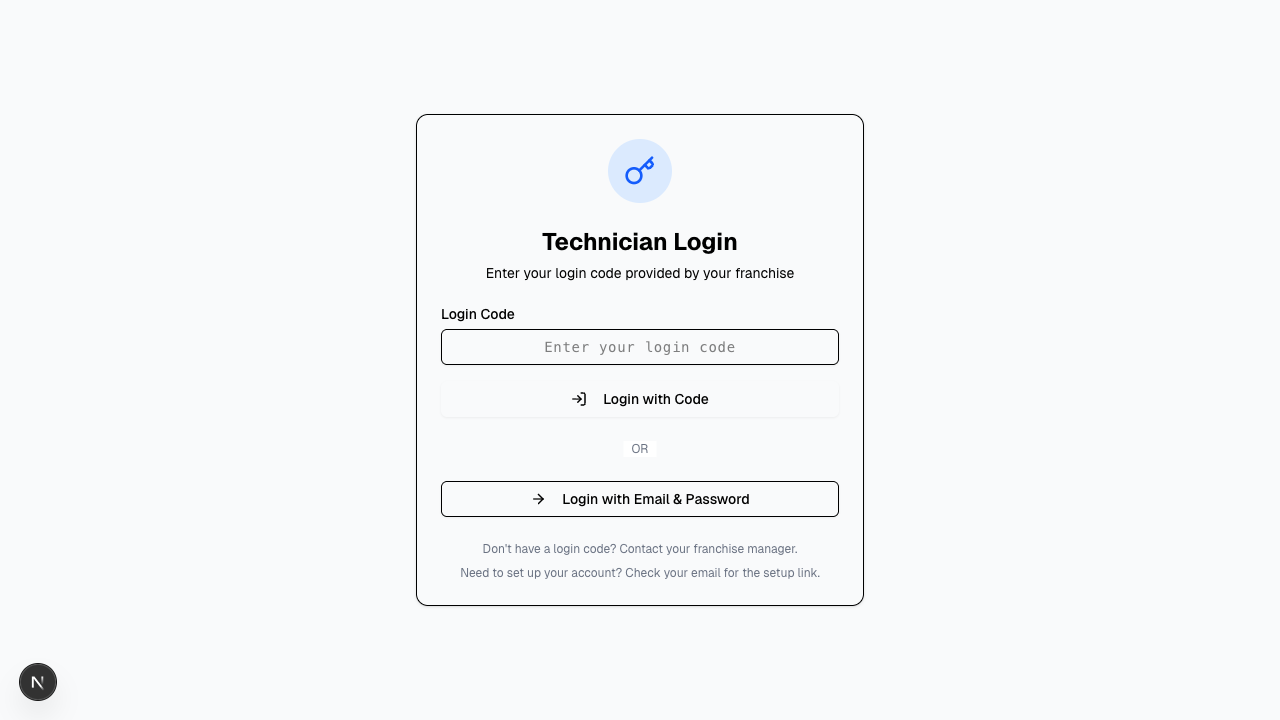 Technician Login
Enter your login code provided by your franchise
Login Code
Enter your login code
Login with Code
OR
Login with Email & Password
Don't have a login code? Contact your franchise manager.
Need to set up your account? Check your email for the setup link.
N